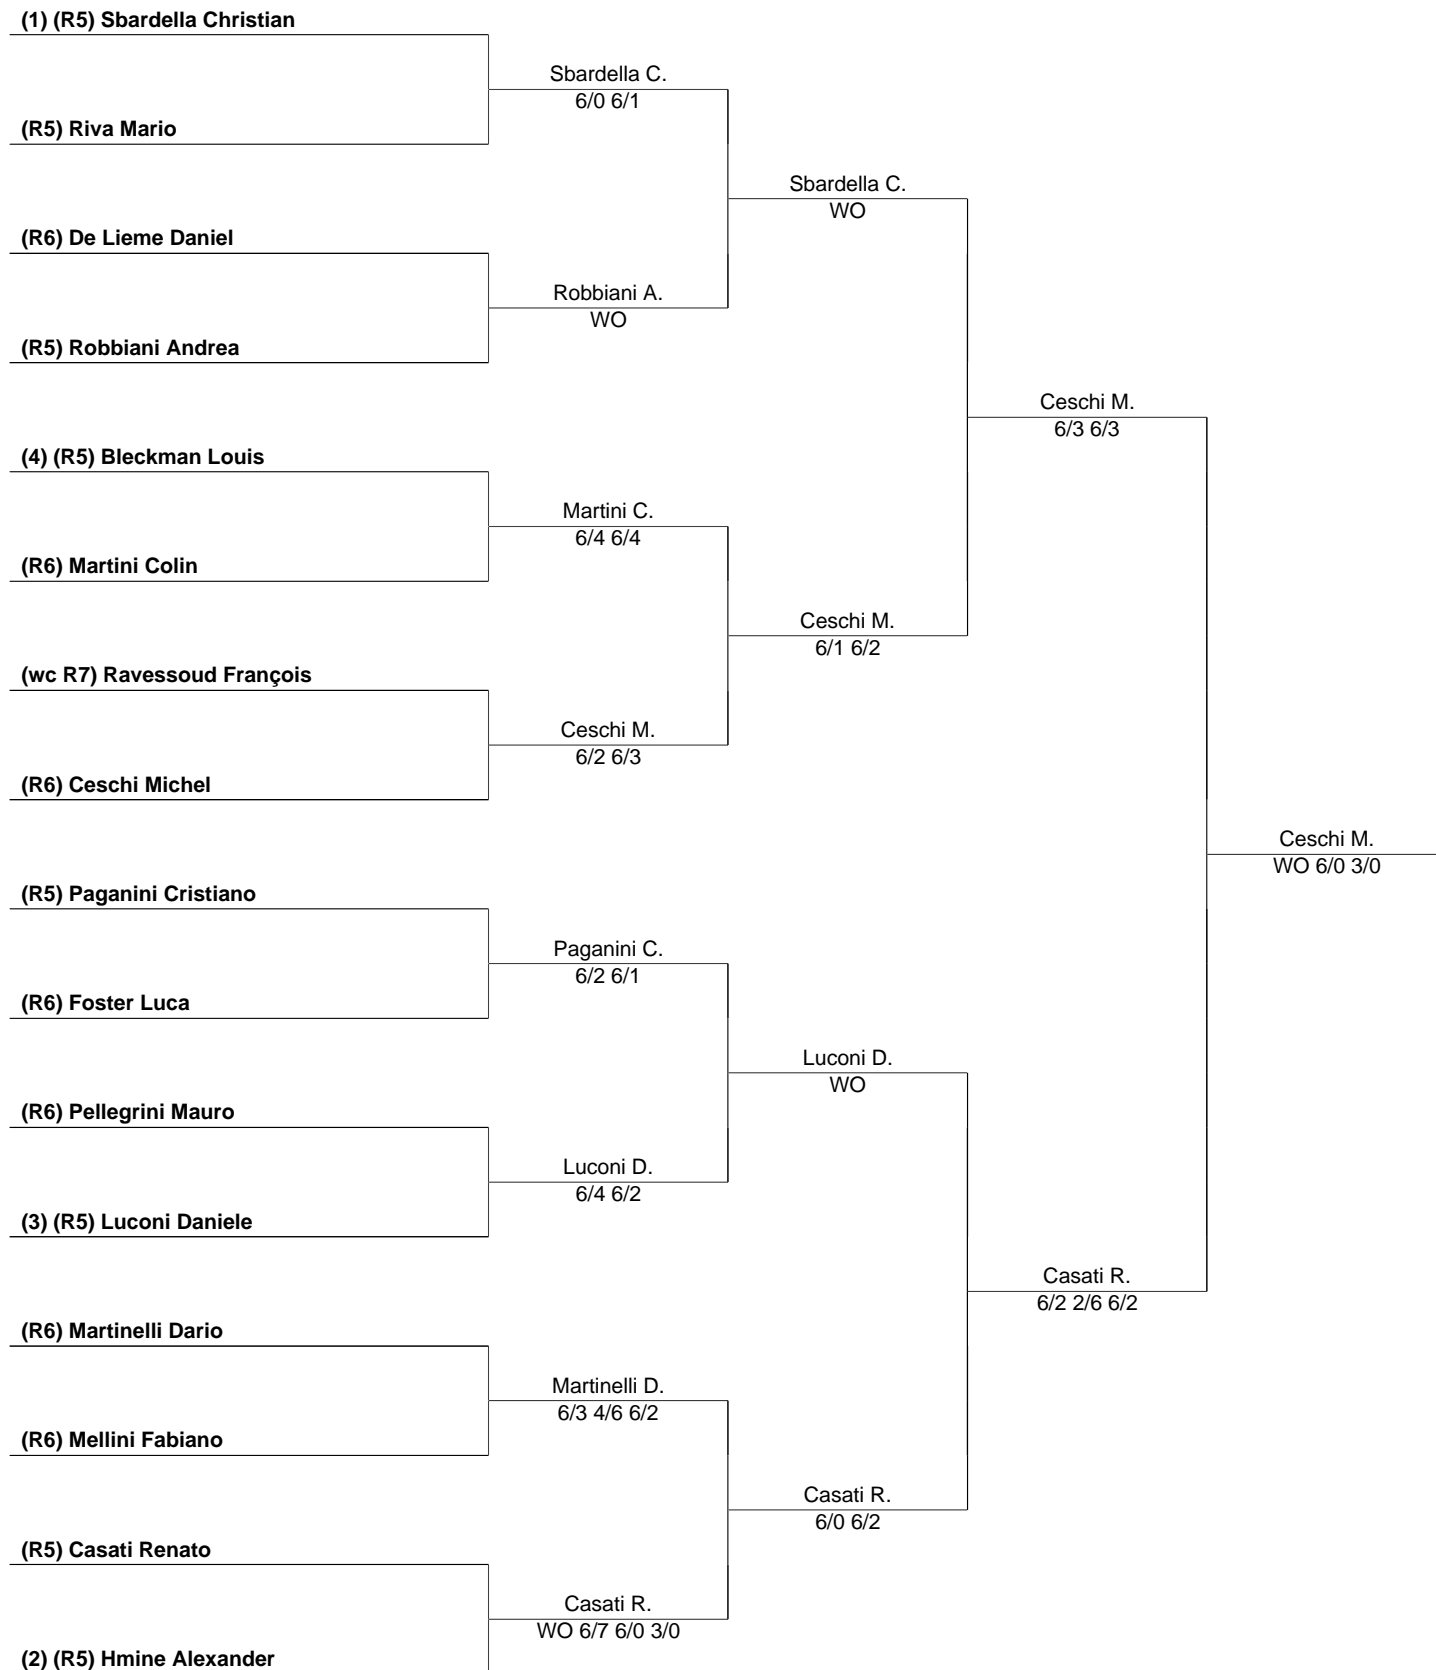 (1) (R5) Sbardella Christian
Sbardella C.
6/0 6/1
(R5) Riva Mario
Sbardella C.
WO
(R6) De Lieme Daniel
Robbiani A.
WO
(R5) Robbiani Andrea
Ceschi M.
6/3 6/3
(4) (R5) Bleckman Louis
Martini C.
6/4 6/4
(R6) Martini Colin
Ceschi M.
6/1 6/2
(wc R7) Ravessoud François
Ceschi M.
6/2 6/3
(R6) Ceschi Michel
Ceschi M.
WO 6/0 3/0
(R5) Paganini Cristiano
Paganini C.
6/2 6/1
(R6) Foster Luca
Luconi D.
WO
(R6) Pellegrini Mauro
Luconi D.
6/4 6/2
(3) (R5) Luconi Daniele
Casati R.
6/2 2/6 6/2
(R6) Martinelli Dario
Martinelli D.
6/3 4/6 6/2
(R6) Mellini Fabiano
Casati R.
6/0 6/2
(R5) Casati Renato
Casati R.
WO 6/7 6/0 3/0
(2) (R5) Hmine Alexander